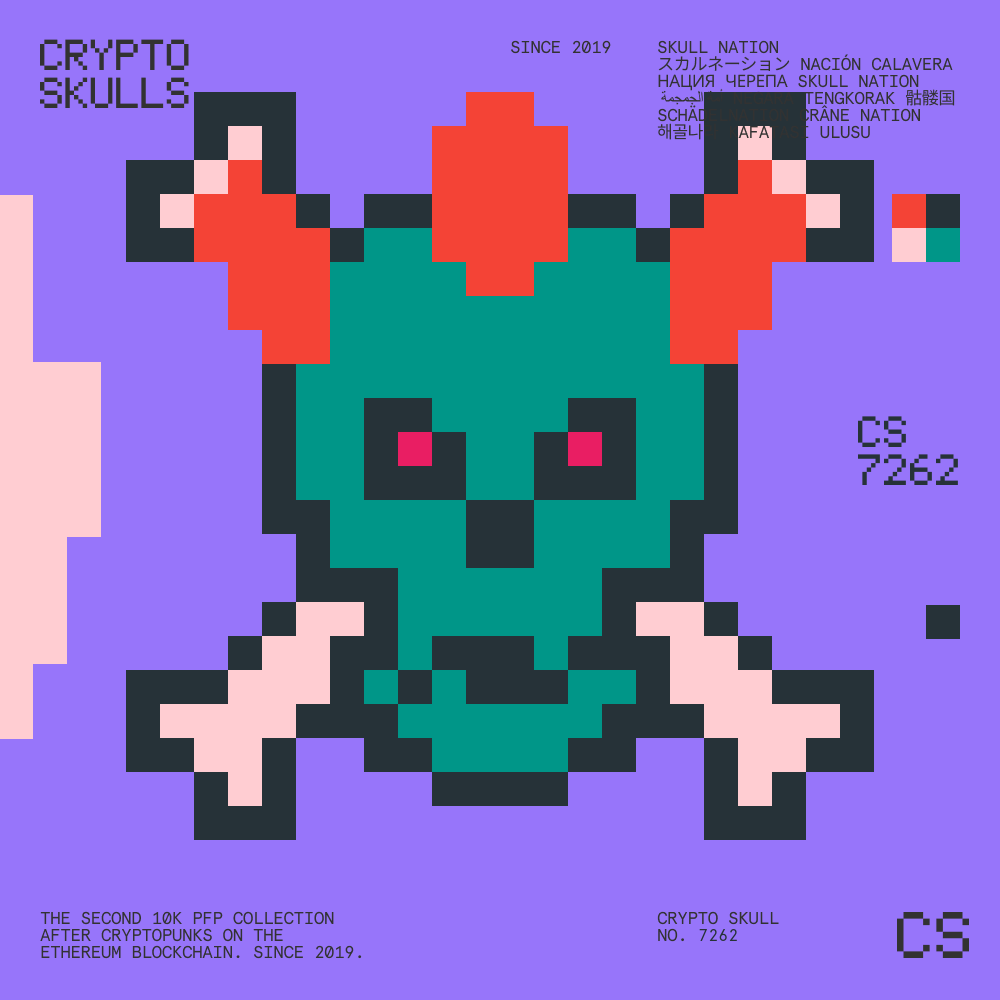 CRYPTO
SKULLS
SINCE 2019
SKULL NATION
スカルネーション NACIÓN CALAVERA
НАЦИЯ ЧЕРЕПА SKULL NATION
TENGKORAK 骷髅国
CRÂNE NATION
해골나 ULUSU
CS
7262
THE SECOND 10K PFP COLLECTION
AFTER CRYPTOPUNKS ON THE
ETHEREUM BLOCKCHAIN. SINCE 2019.
CRYPTO SKULL
NO. 7262
CS